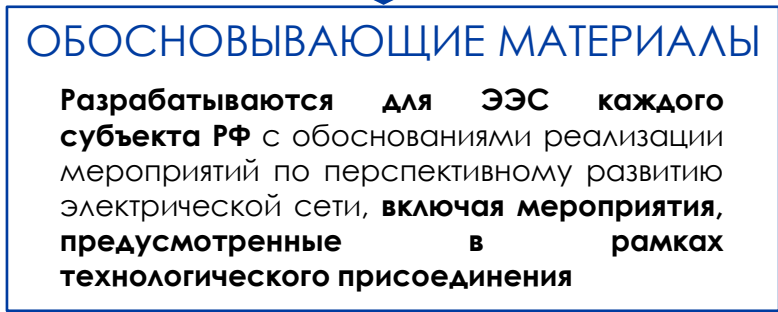 ОБОСНОВЫВАЮЩИЕ МАТЕРИАЛЫ
Разрабатываются для ЭЭС каждого
субъекта РФ с обоснованиями реализации
мероприятий по перспективному развитию
электрической сети, включая мероприятия,
предусмотренные в рамках
технологического присоединения